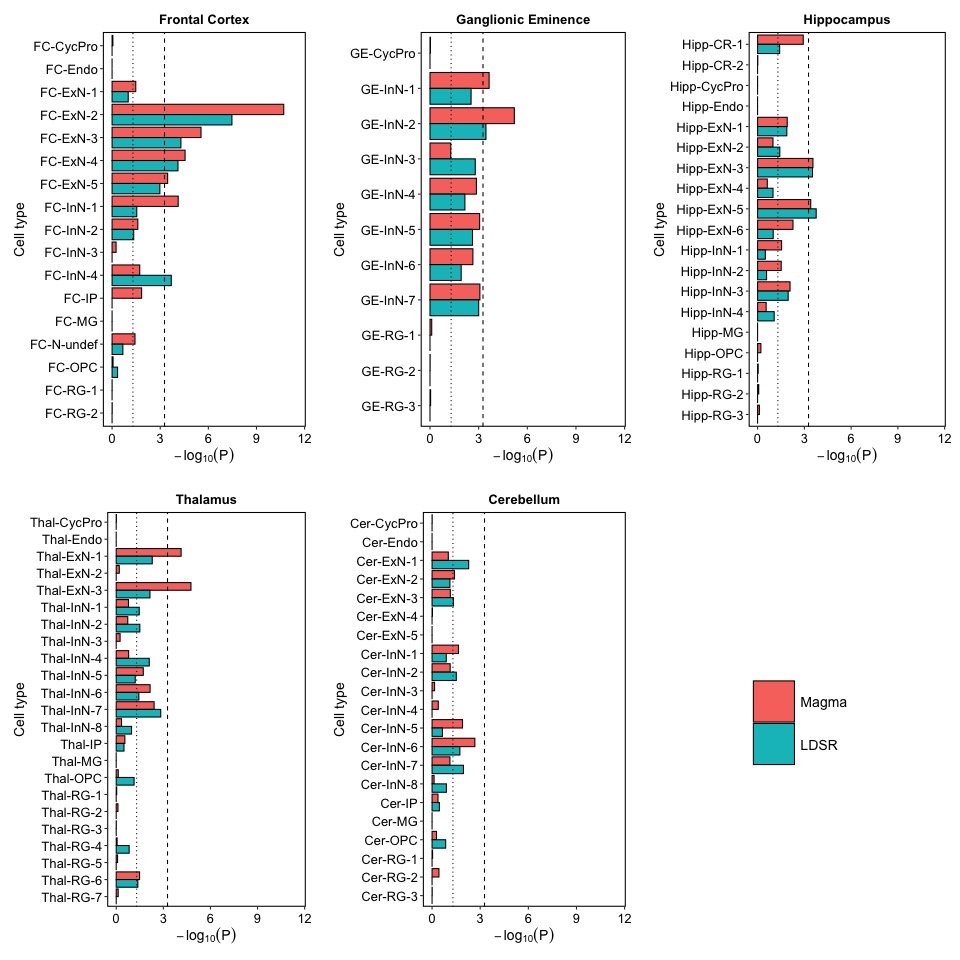 Frontal Cortex
Cell type
FC-CycPro
FC-Endo
FC-ExN-1
FC-ExN-2
FC-ExN-3
FC-ExN-4
FC-ExN-5
FC-InN-1
FC-InN-2
FC-InN-3
FC-InN-4
FC-IP
FC-MG
FC-N-undef
FC-OPC
FC-RG-1
FC-RG-2
0 3 6 9 12
−log₁₀(P)
Ganglionic Eminence
Cell type
GE-CycPro
GE-InN-1
GE-InN-2
GE-InN-3
GE-InN-4
GE-InN-5
GE-InN-6
GE-InN-7
GE-RG-1
GE-RG-2
GE-RG-3
0 3 6 9 12
−log₁₀(P)
Hippocampus
Cell type
Hipp-CR-1
Hipp-CR-2
Hipp-CycPro
Hipp-Endo
Hipp-ExN-1
Hipp-ExN-2
Hipp-ExN-3
Hipp-ExN-4
Hipp-ExN-5
Hipp-ExN-6
Hipp-InN-1
Hipp-InN-2
Hipp-InN-3
Hipp-InN-4
Hipp-MG
Hipp-OPC
Hipp-RG-1
Hipp-RG-2
Hipp-RG-3
0 3 6 9 12
−log₁₀(P)
Thalamus
Cell type
Thal-CycPro
Thal-Endo
Thal-ExN-1
Thal-ExN-2
Thal-ExN-3
Thal-InN-1
Thal-InN-2
Thal-InN-3
Thal-InN-4
Thal-InN-5
Thal-InN-6
Thal-InN-7
Thal-InN-8
Thal-IP
Thal-MG
Thal-OPC
Thal-RG-1
Thal-RG-2
Thal-RG-3
Thal-RG-4
Thal-RG-5
Thal-RG-6
Thal-RG-7
0 3 6 9 12
−log₁₀(P)
Cerebellum
Cell type
Cer-CycPro
Cer-Endo
Cer-ExN-1
Cer-ExN-2
Cer-ExN-3
Cer-ExN-4
Cer-ExN-5
Cer-InN-1
Cer-InN-2
Cer-InN-3
Cer-InN-4
Cer-InN-5
Cer-InN-6
Cer-InN-7
Cer-InN-8
Cer-IP
Cer-MG
Cer-OPC
Cer-RG-1
Cer-RG-2
Cer-RG-3
0 3 6 9 12
−log₁₀(P)
Magma
LDSR